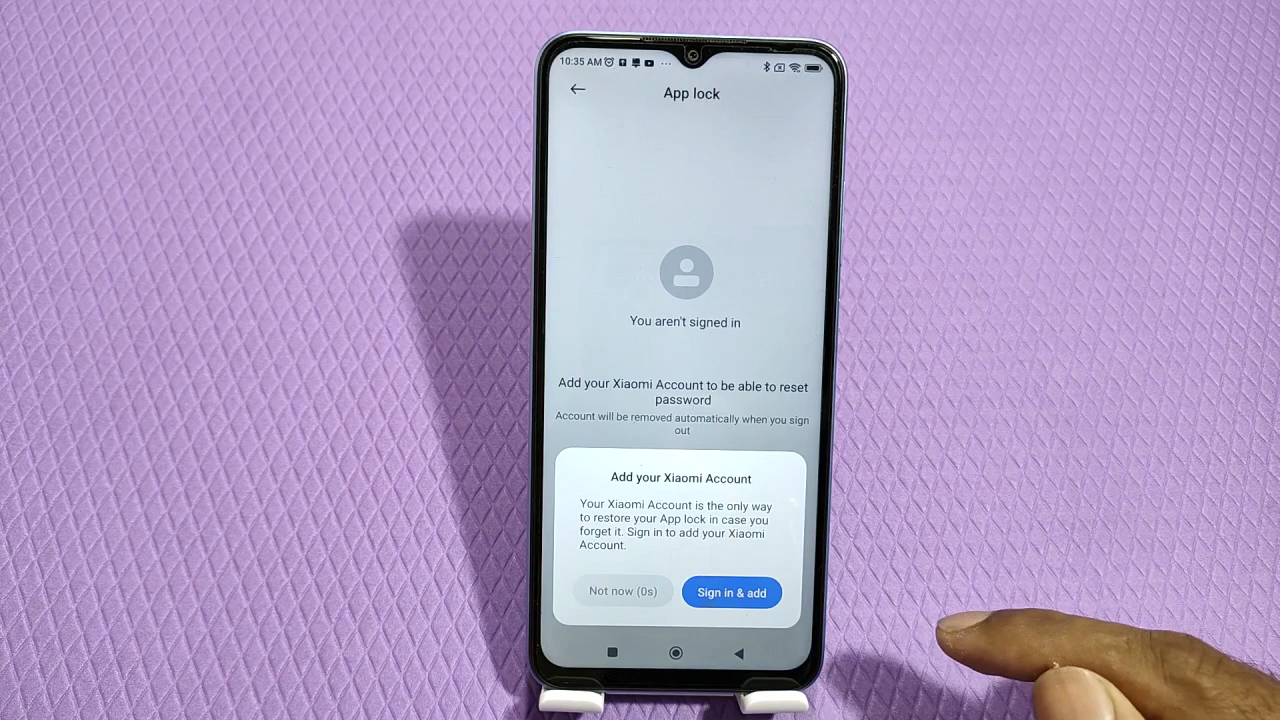 10:35 AM
App lock
You aren't signed in
Add your Xiaomi Account to be able to reset
password
Account will be removed automatically when you sign
out
Add your Xiaomi Account
Your Xiaomi Account is the only way
to restore your App lock in case you
forget it. Sign in to add your Xiaomi
Account.
Not now (0s)
Sign in & add